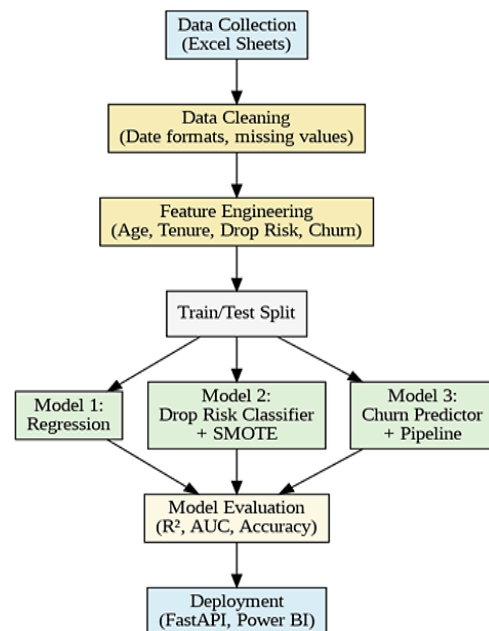 Data Collection
(Excel Sheets)
Data Cleaning
(Date formats, missing values)
Feature Engineering
(Age, Tenure, Drop Risk, Churn)
Train/Test Split
Model 1:
Regression
Model 2:
Drop Risk Classifier
+ SMOTE
Model 3:
Churn Predictor
+ Pipeline
Model Evaluation
(R², AUC, Accuracy)
Deployment
(FastAPI, Power BI)